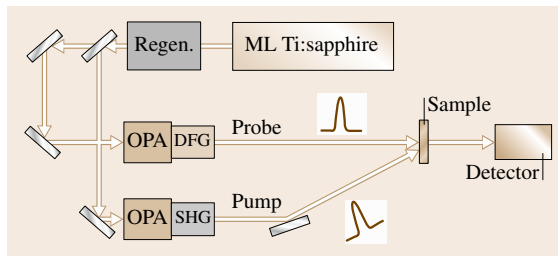 Regen.
ML Ti:sapphire
Sample
OPA
DFG
Probe
Detector
OPA
SHG
Pump